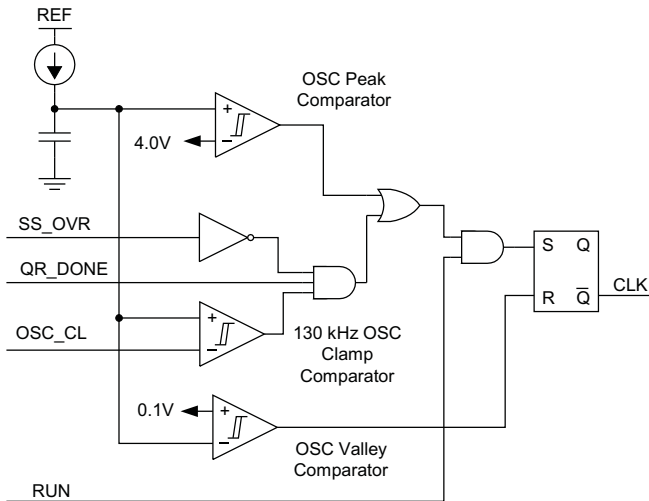 REF
OSC Peak
Comparator
+
4.0V
−
SS_OVR
QR_DONE
S Q
CLK
R Q̅
+
OSC_CL
−
130 kHz OSC
Clamp
Comparator
0.1V
+
−
OSC Valley
Comparator
RUN